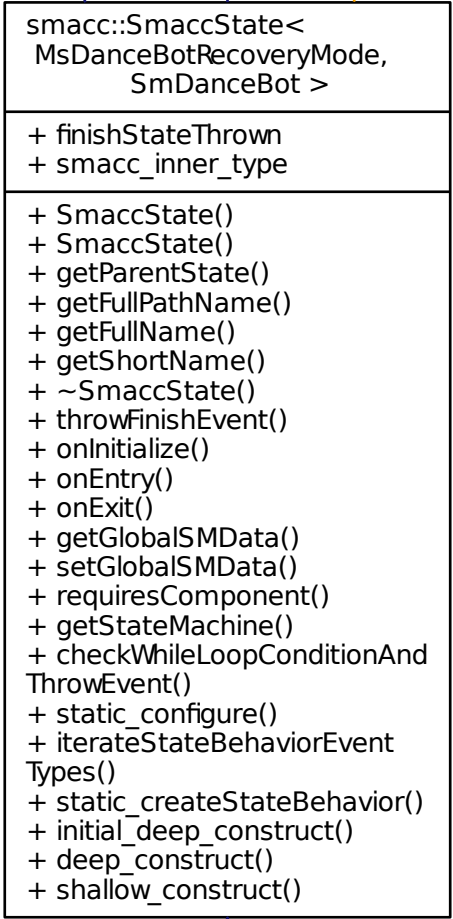 smacc::SmaccState<
MsDanceBotRecoveryMode,
SmDanceBot >
+ finishStateThrown
+ smacc_inner_type
+ SmaccState()
+ SmaccState()
+ getParentState()
+ getFullPathName()
+ getFullName()
+ getShortName()
+ ~SmaccState()
+ throwFinishEvent()
+ onInitialize()
+ onEntry()
+ onExit()
+ getGlobalSMData()
+ setGlobalSMData()
+ requiresComponent()
+ getStateMachine()
+ checkWhileLoopConditionAnd
ThrowEvent()
+ static_configure()
+ iterateStateBehaviorEvent
Types()
+ static_createStateBehavior()
+ initial_deep_construct()
+ deep_construct()
+ shallow_construct()